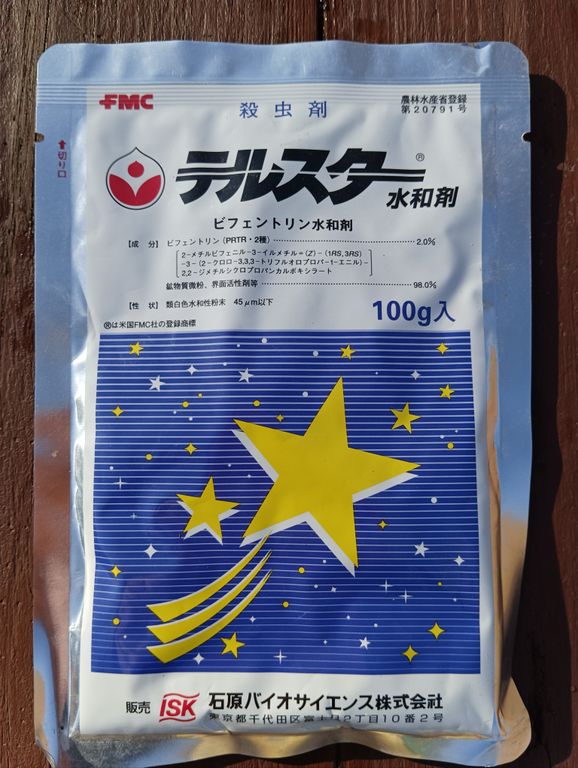 FMC
殺虫剤
農林水産省登録
第20791号
切り口
テルスター®
水和剤
ビフェントリン水和剤
【成 分】 ビフェントリン(PRTR・2種) 2.0%
2-メチルビフェニル-3-イルメチル=(Z)-(1RS,3RS)
-3-(2-クロロ-3,3,3-トリフルオロプロパ-1-エニル)-
2,2-ジメチルシクロプロパンカルボキシラート
鉱物質微粉、界面活性剤等 98.0%
【性 状】 類白色水和性粉末 45μm以下
100g入
®は米国FMC社の登録商標
販売 ISK 石原バイオサイエンス株式会社
東京都千代田区富士見2丁目10番2号